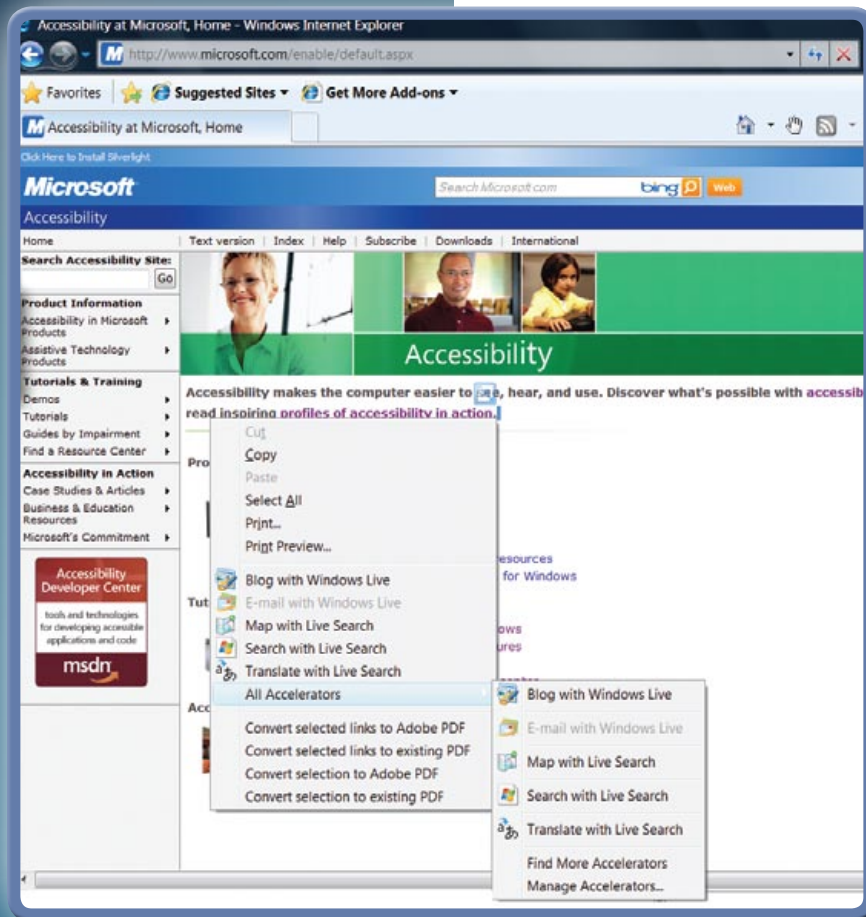 Accessibility at Microsoft, Home - Windows Internet Explorer
http://www.microsoft.com/enable/default.aspx
Favorites Suggested Sites Get More Add-ons
Accessibility at Microsoft, Home
Click Here to Install Silverlight
Microsoft Search Microsoft.com bing Web
Accessibility
Home Text version | Index | Help | Subscribe | Downloads | International
Search Accessibility Site:
Go
Product Information
Accessibility in Microsoft
Products
Assistive Technology
Products
Tutorials & Training
Demos
Tutorials
Guides by Impairment
Find a Resource Center
Accessibility in Action
Case Studies & Articles
Business & Education
Resources
Microsoft's Commitment
Accessibility
Developer Center
tools and technologies
for developing accessible
applications and code
msdn
Accessibility
Accessibility makes the computer easier to e, hear, and use. Discover what's possible with accessib
read inspiring profiles of accessibility in action.
Pro
esources
for Windows
Tut
ows
ures
Acc
Cut
Copy
Paste
Select All
Print...
Print Preview...
Blog with Windows Live
E-mail with Windows Live
Map with Live Search
Search with Live Search
Translate with Live Search
All Accelerators
Convert selected links to Adobe PDF
Convert selected links to existing PDF
Convert selection to Adobe PDF
Convert selection to existing PDF
Blog with Windows Live
E-mail with Windows Live
Map with Live Search
Search with Live Search
Translate with Live Search
Find More Accelerators
Manage Accelerators...